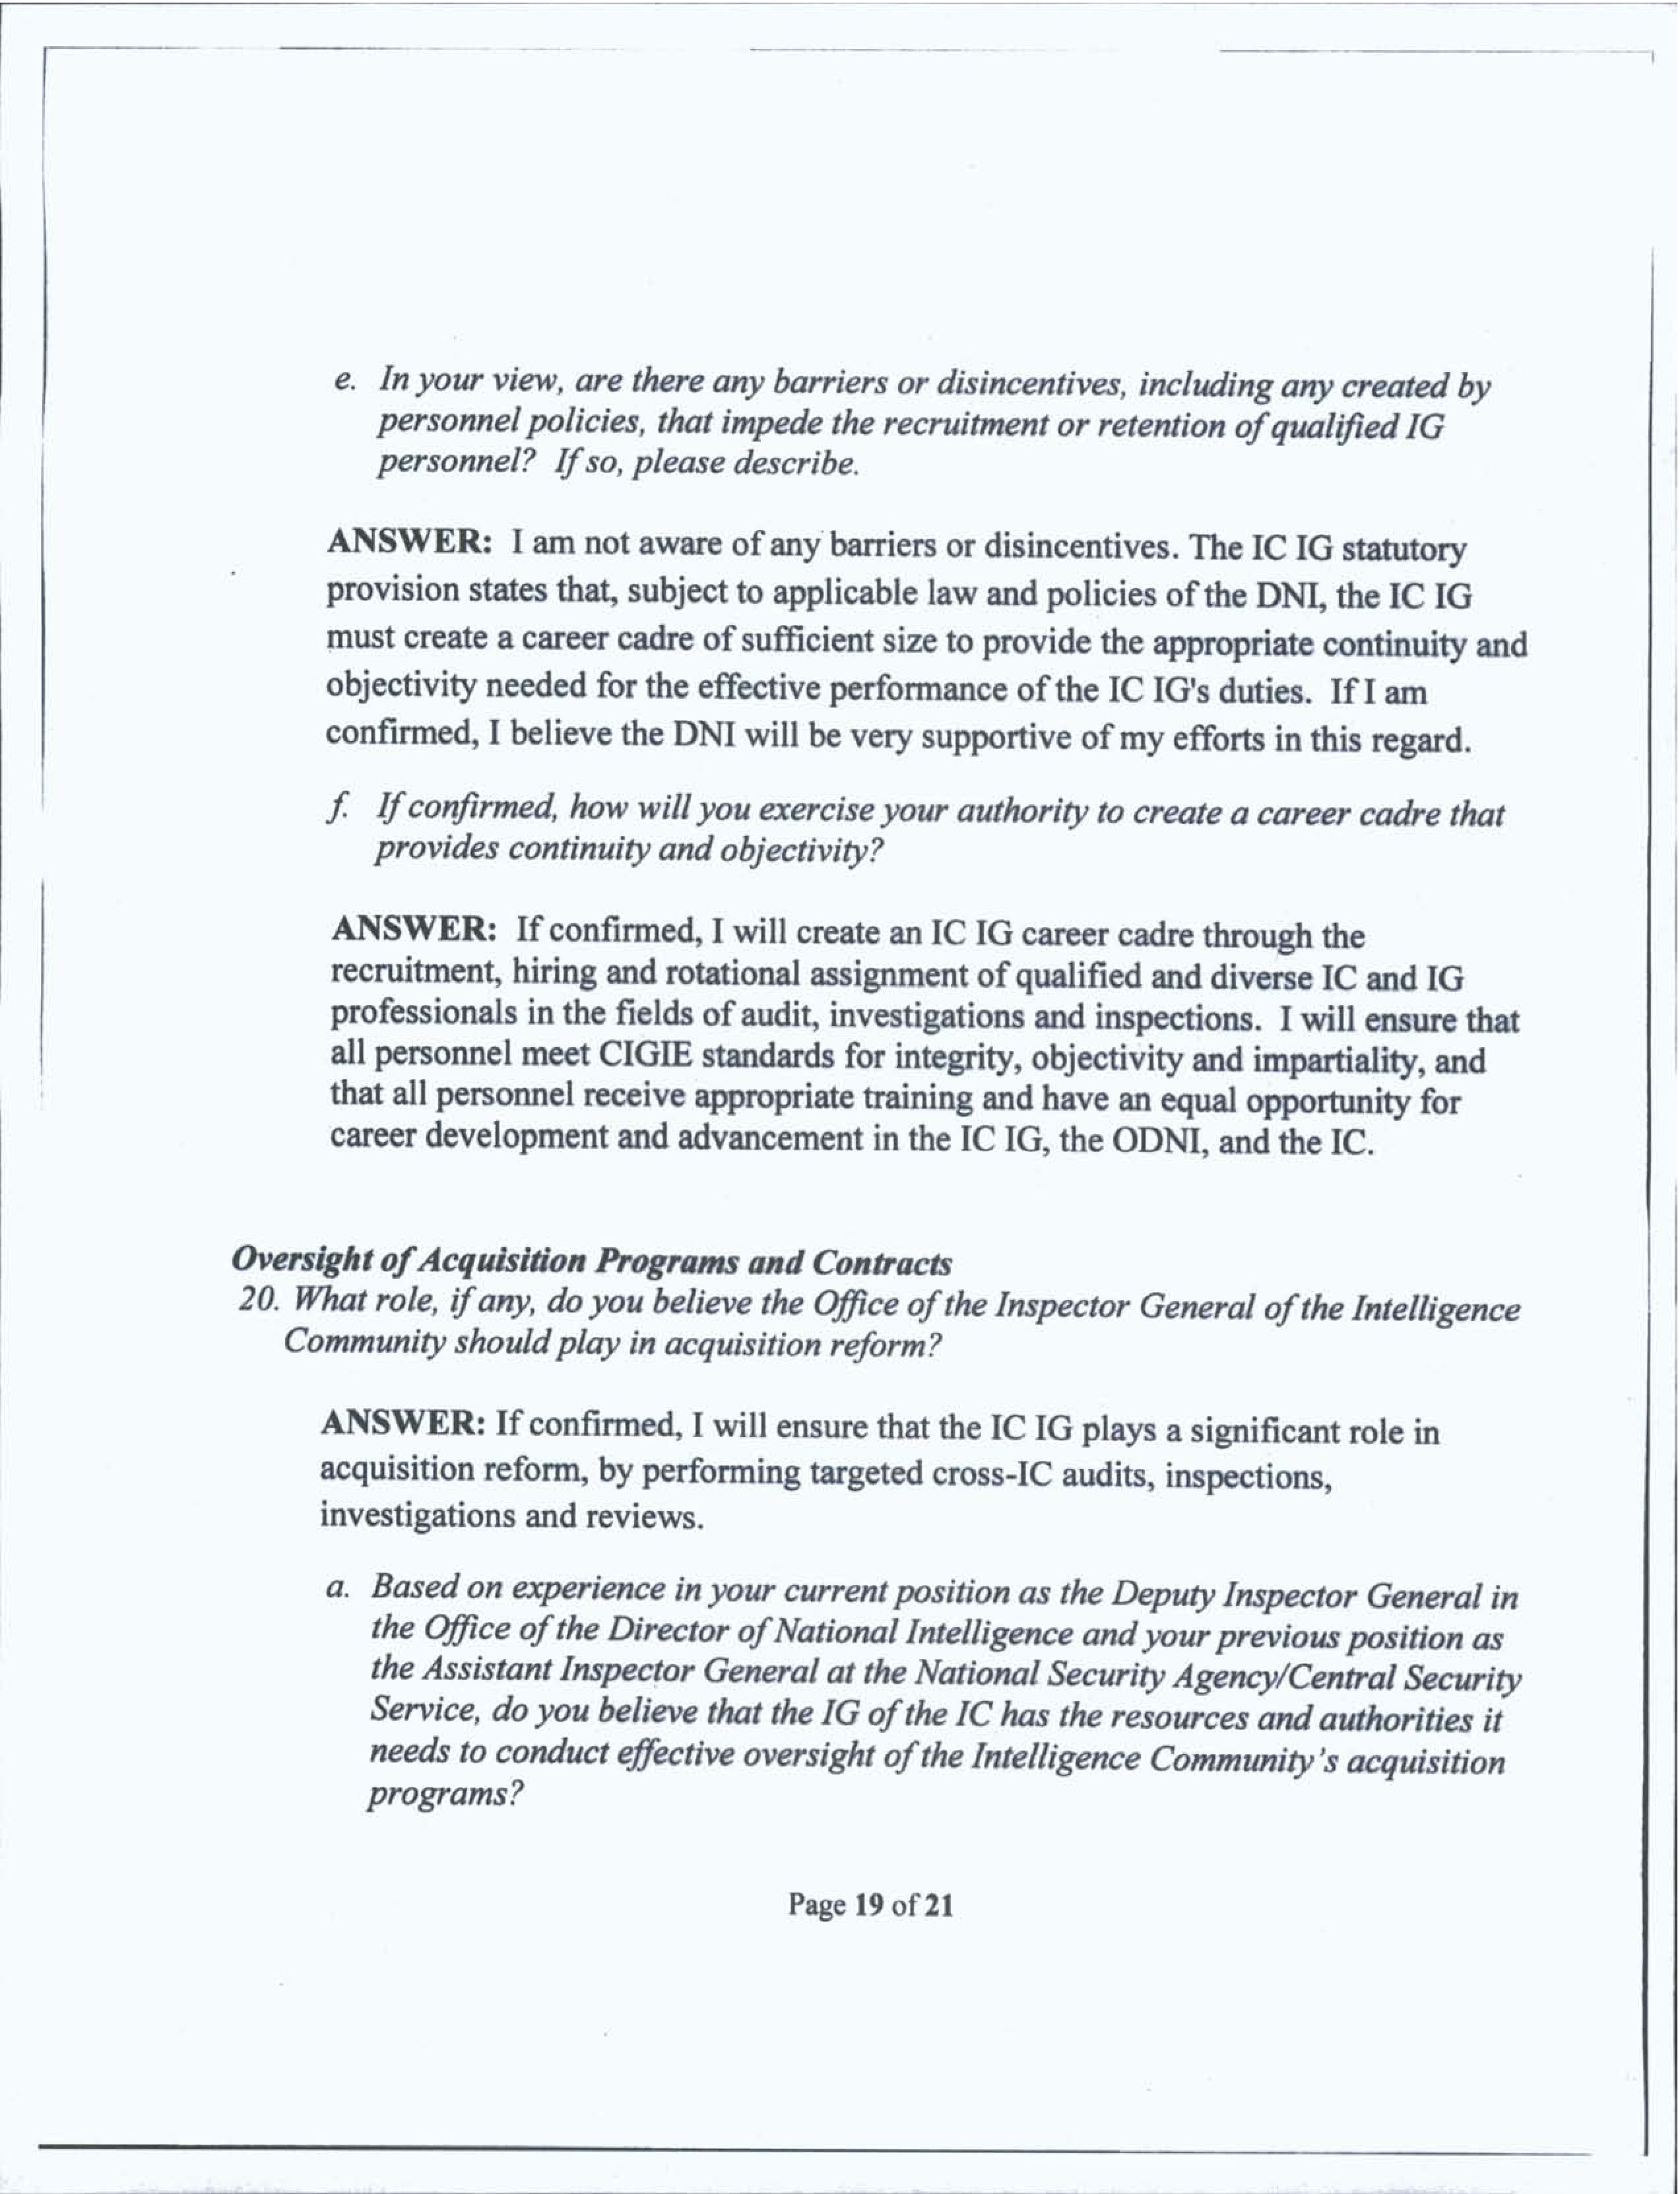 e. In your view, are there any barriers or disincentives, including any created by
personnel policies, that impede the recruitment or retention of qualified IG
personnel? If so, please describe.
ANSWER: I am not aware of any barriers or disincentives. The IC IG statutory
provision states that, subject to applicable law and policies of the DNI, the IC IG
must create a career cadre of sufficient size to provide the appropriate continuity and
objectivity needed for the effective performance of the IC IG's duties. If I am
confirmed, I believe the DNI will be very supportive of my efforts in this regard.
f. If confirmed, how will you exercise your authority to create a career cadre that
provides continuity and objectivity?
ANSWER: If confirmed, I will create an IC IG career cadre through the
recruitment, hiring and rotational assignment of qualified and diverse IC and IG
professionals in the fields of audit, investigations and inspections. I will ensure that
all personnel meet CIGIE standards for integrity, objectivity and impartiality, and
that all personnel receive appropriate training and have an equal opportunity for
career development and advancement in the IC IG, the ODNI, and the IC.
Oversight of Acquisition Programs and Contracts
20. What role, if any, do you believe the Office of the Inspector General of the Intelligence
Community should play in acquisition reform?
ANSWER: If confirmed, I will ensure that the IC IG plays a significant role in
acquisition reform, by performing targeted cross-IC audits, inspections,
investigations and reviews.
a. Based on experience in your current position as the Deputy Inspector General in
the Office of the Director of National Intelligence and your previous position as
the Assistant Inspector General at the National Security Agency/Central Security
Service, do you believe that the IG of the IC has the resources and authorities it
needs to conduct effective oversight of the Intelligence Community's acquisition
programs?
Page 19 of 21